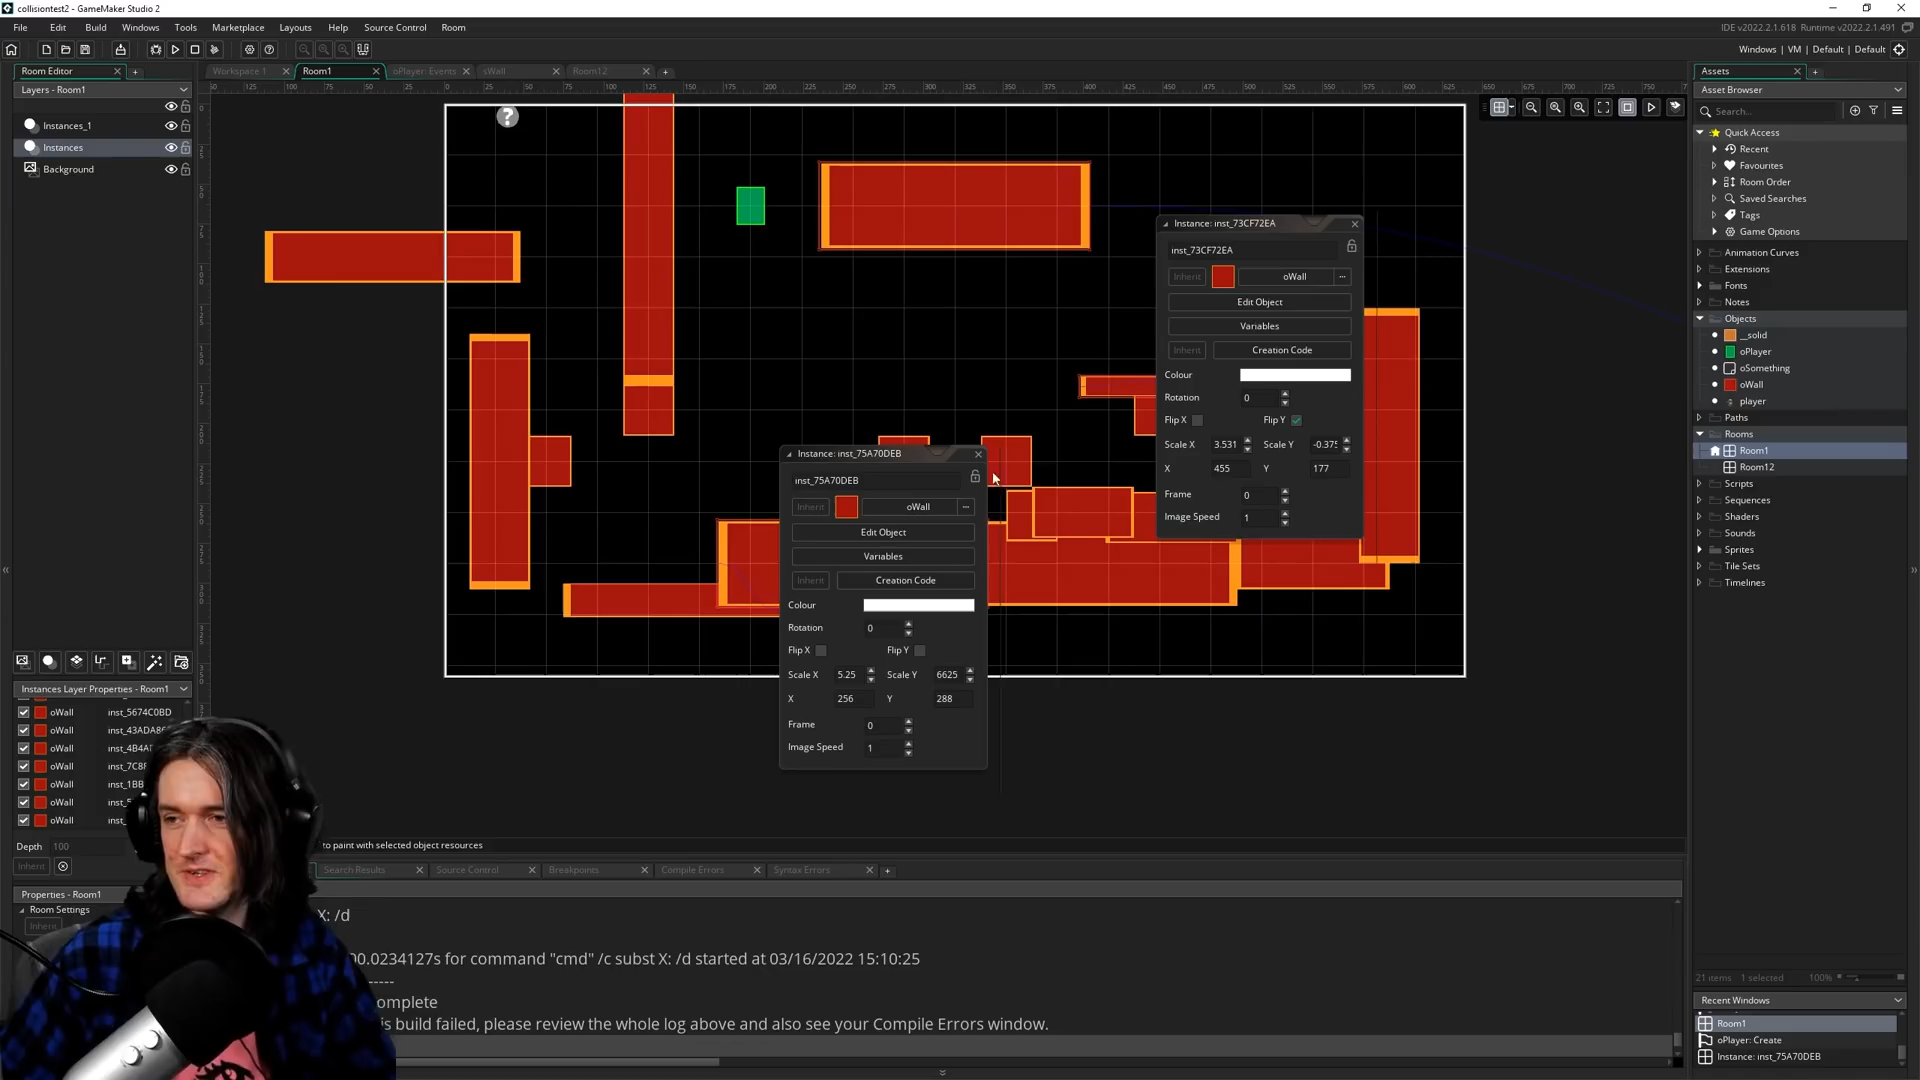 collisiontest2 - GameMaker Studio 2
File Edit Build Windows Tools Marketplace Layouts Help Source Control Room
IDE v2022.2.1.618 Runtime v2022.2.1.491
Windows | VM | Default | Default
Room Editor
Workspace 1 Room1 oPlayer: Events sWall Room12
Layers - Room1
Instances_1
Instances
Background
?
Instance: inst_73CF72EA
inst_73CF72EA
Inherit oWall ...
Edit Object
Variables
Inherit Creation Code
Colour
Rotation 0
Flip X Flip Y
Scale X 3.531 Scale Y -0.375
X 455 Y 177
Frame 0
Image Speed 1
Instance: inst_75A70DEB
inst_75A70DEB
Inherit oWall ...
Edit Object
Variables
Inherit Creation Code
Colour
Rotation 0
Flip X Flip Y
Scale X 5.25 Scale Y 6625
X 256 Y 288
Frame 0
Image Speed 1
Instances Layer Properties - Room1
oWall inst_5674C0BD
oWall inst_43ADA86
oWall inst_4B4A
oWall inst_7C8
oWall inst_1BB
oWall inst_
oWall inst_
Depth 100
Inherit
Properties - Room1
Room Settings
Inherit
to paint with selected object resources
Search Results Source Control Breakpoints Compile Errors Syntax Errors
X: /d
00.0234127s for command "cmd" /c subst X: /d started at 03/16/2022 15:10:25
-----
omplete
is build failed, please review the whole log above and also see your Compile Errors window.
Assets
Asset Browser
Search...
Quick Access
Recent
Favourites
Room Order
Saved Searches
Tags
Game Options
Animation Curves
Extensions
Fonts
Notes
Objects
__solid
oPlayer
oSomething
oWall
player
Paths
Rooms
Room1
Room12
Scripts
Sequences
Shaders
Sounds
Sprites
Tile Sets
Timelines
21 items 1 selected 100%
Recent Windows
Room1
oPlayer: Create
Instance: inst_75A70DEB